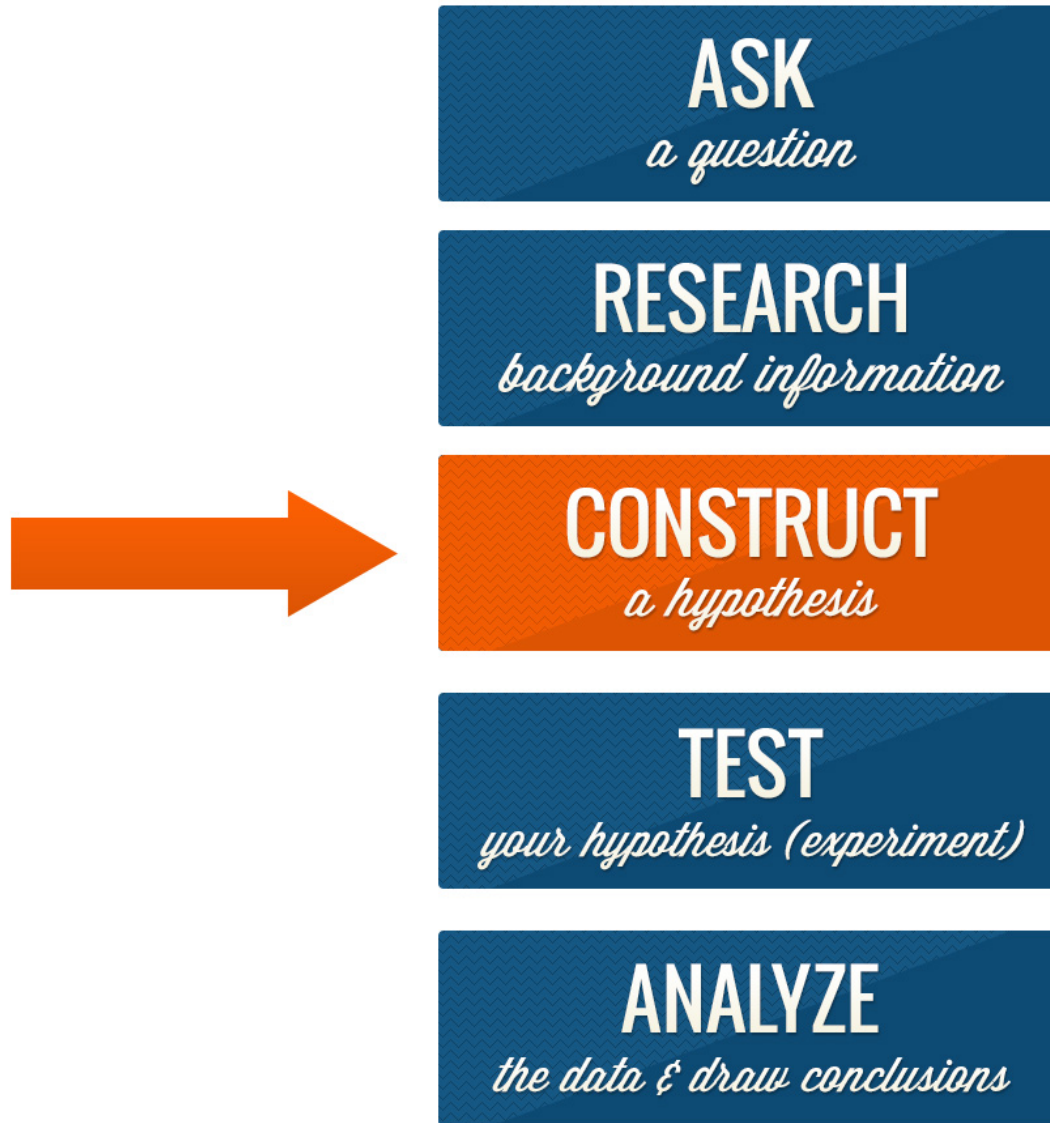 ASK
a question
RESEARCH
background information
CONSTRUCT
a hypothesis
TEST
your hypothesis (experiment)
ANALYZE
the data & draw conclusions